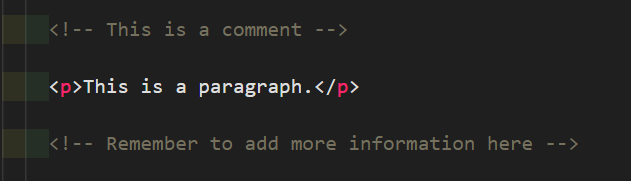 <!-- This is a comment -->
<p>This is a paragraph.</p>
<!-- Remember to add more information here -->